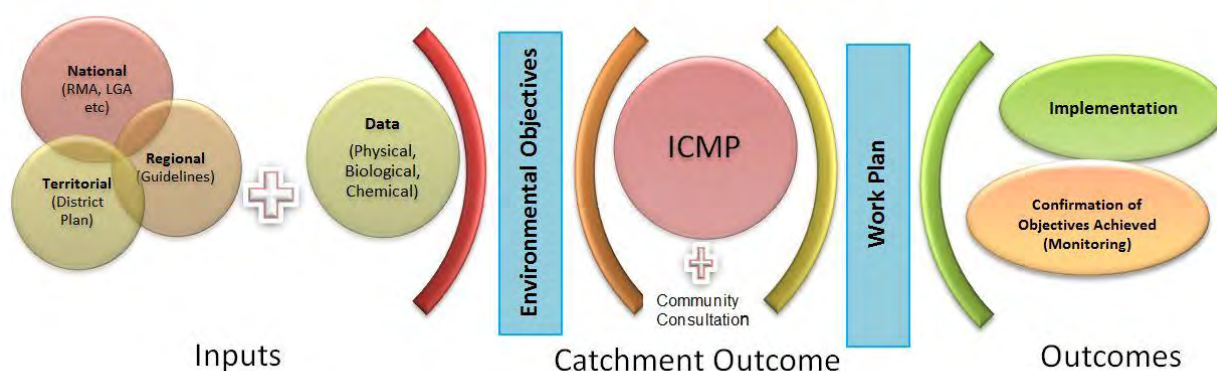 National
(RMA, LGA
etc)
Regional
(Guidelines)
Territorial
(District
Plan)
Data
(Physical,
Biological,
Chemical)
Inputs
Environmental Objectives
ICMP
Community
Consultation
Catchment Outcome
Work Plan
Implementation
Confirmation of
Objectives Achieved
(Monitoring)
Outcomes